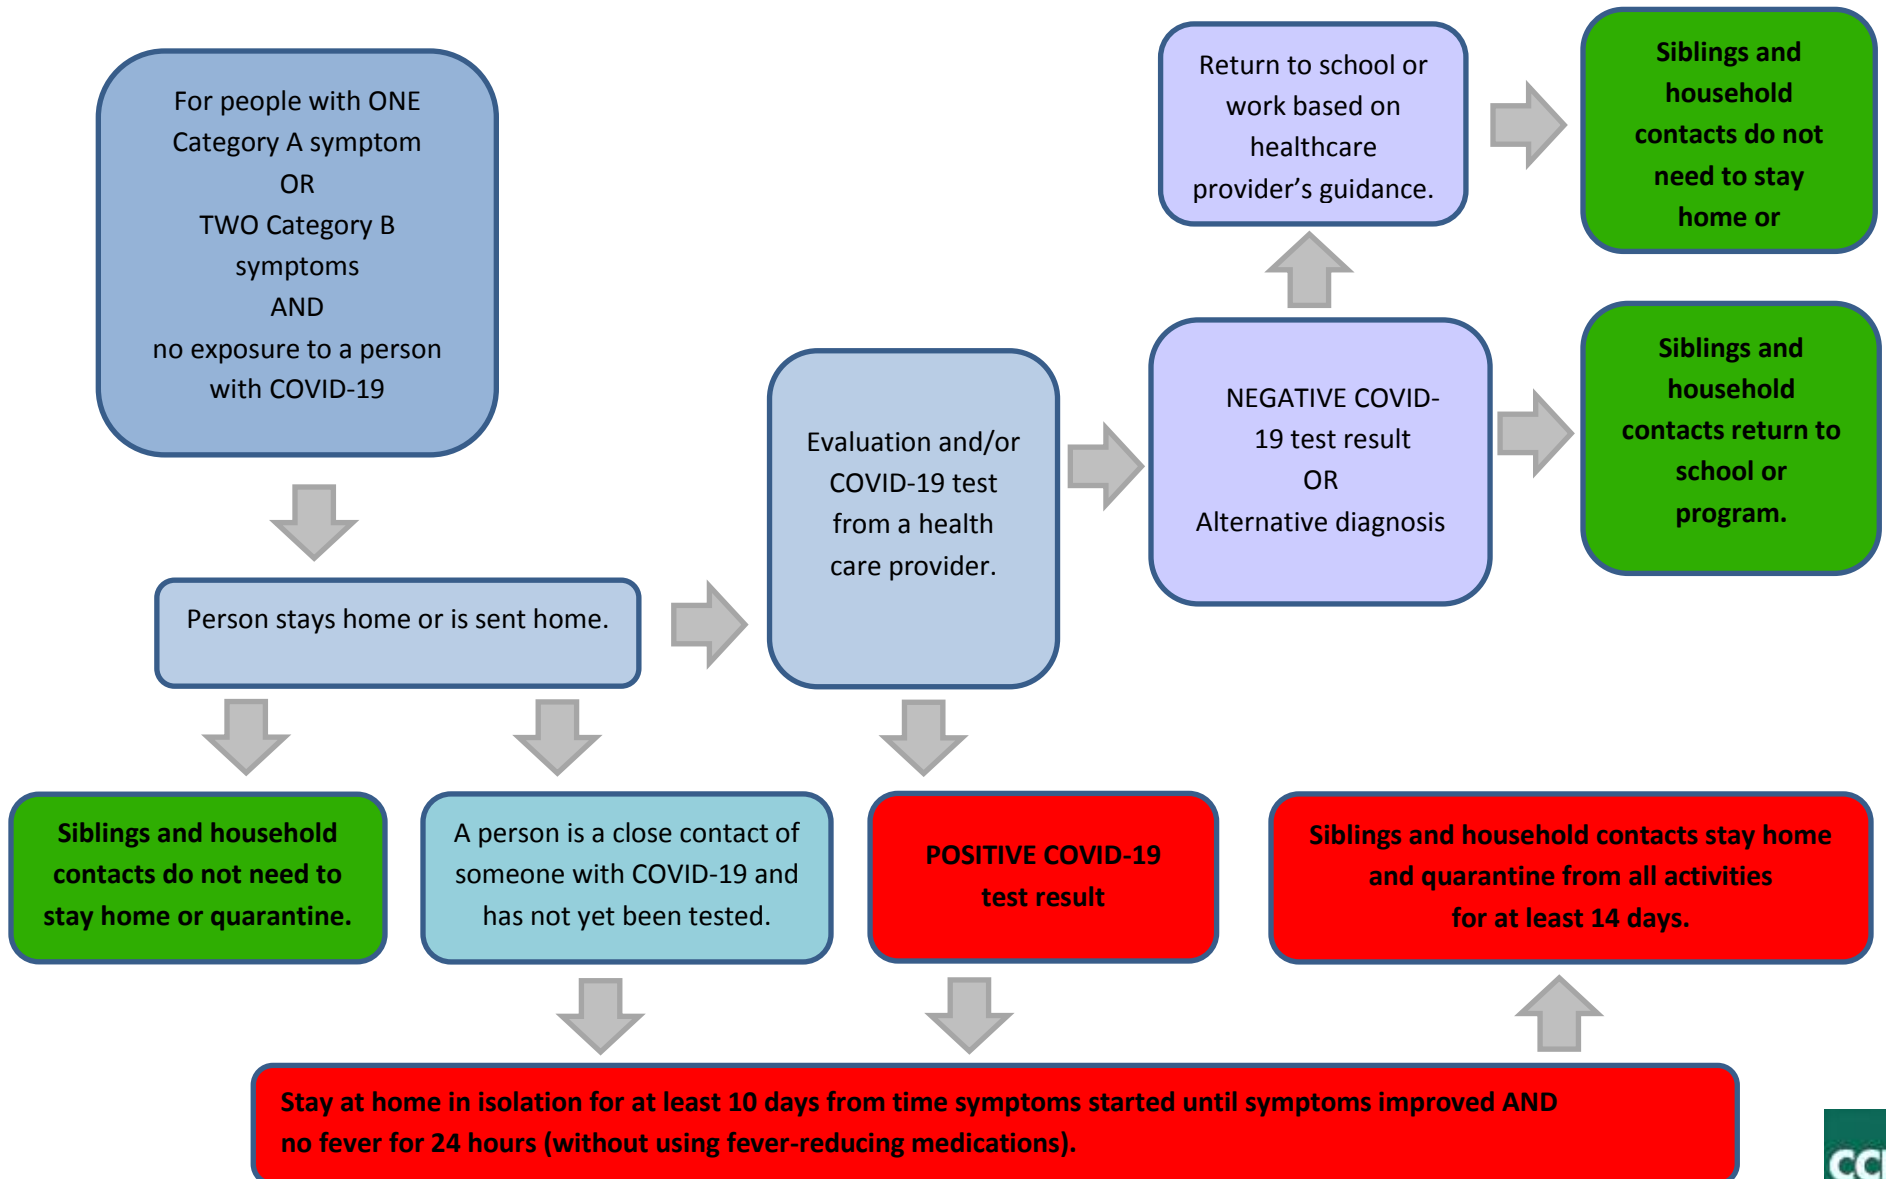 For people with ONE
Category A symptom
OR
TWO Category B
symptoms
AND
no exposure to a person
with COVID-19
Person stays home or is sent home.
Siblings and household
contacts do not need to
stay home or quarantine.
A person is a close contact of
someone with COVID-19 and
has not yet been tested.
Evaluation and/or
COVID-19 test
from a health
care provider.
POSITIVE COVID-19
test result
NEGATIVE COVID-
19 test result
OR
Alternative diagnosis
Return to school or
work based on
healthcare
provider’s guidance.
Siblings and
household
contacts do not
need to stay
home or
Siblings and
household
contacts return to
school or
program.
Siblings and household contacts stay home
and quarantine from all activities
for at least 14 days.
Stay at home in isolation for at least 10 days from time symptoms started until symptoms improved AND
no fever for 24 hours (without using fever-reducing medications).